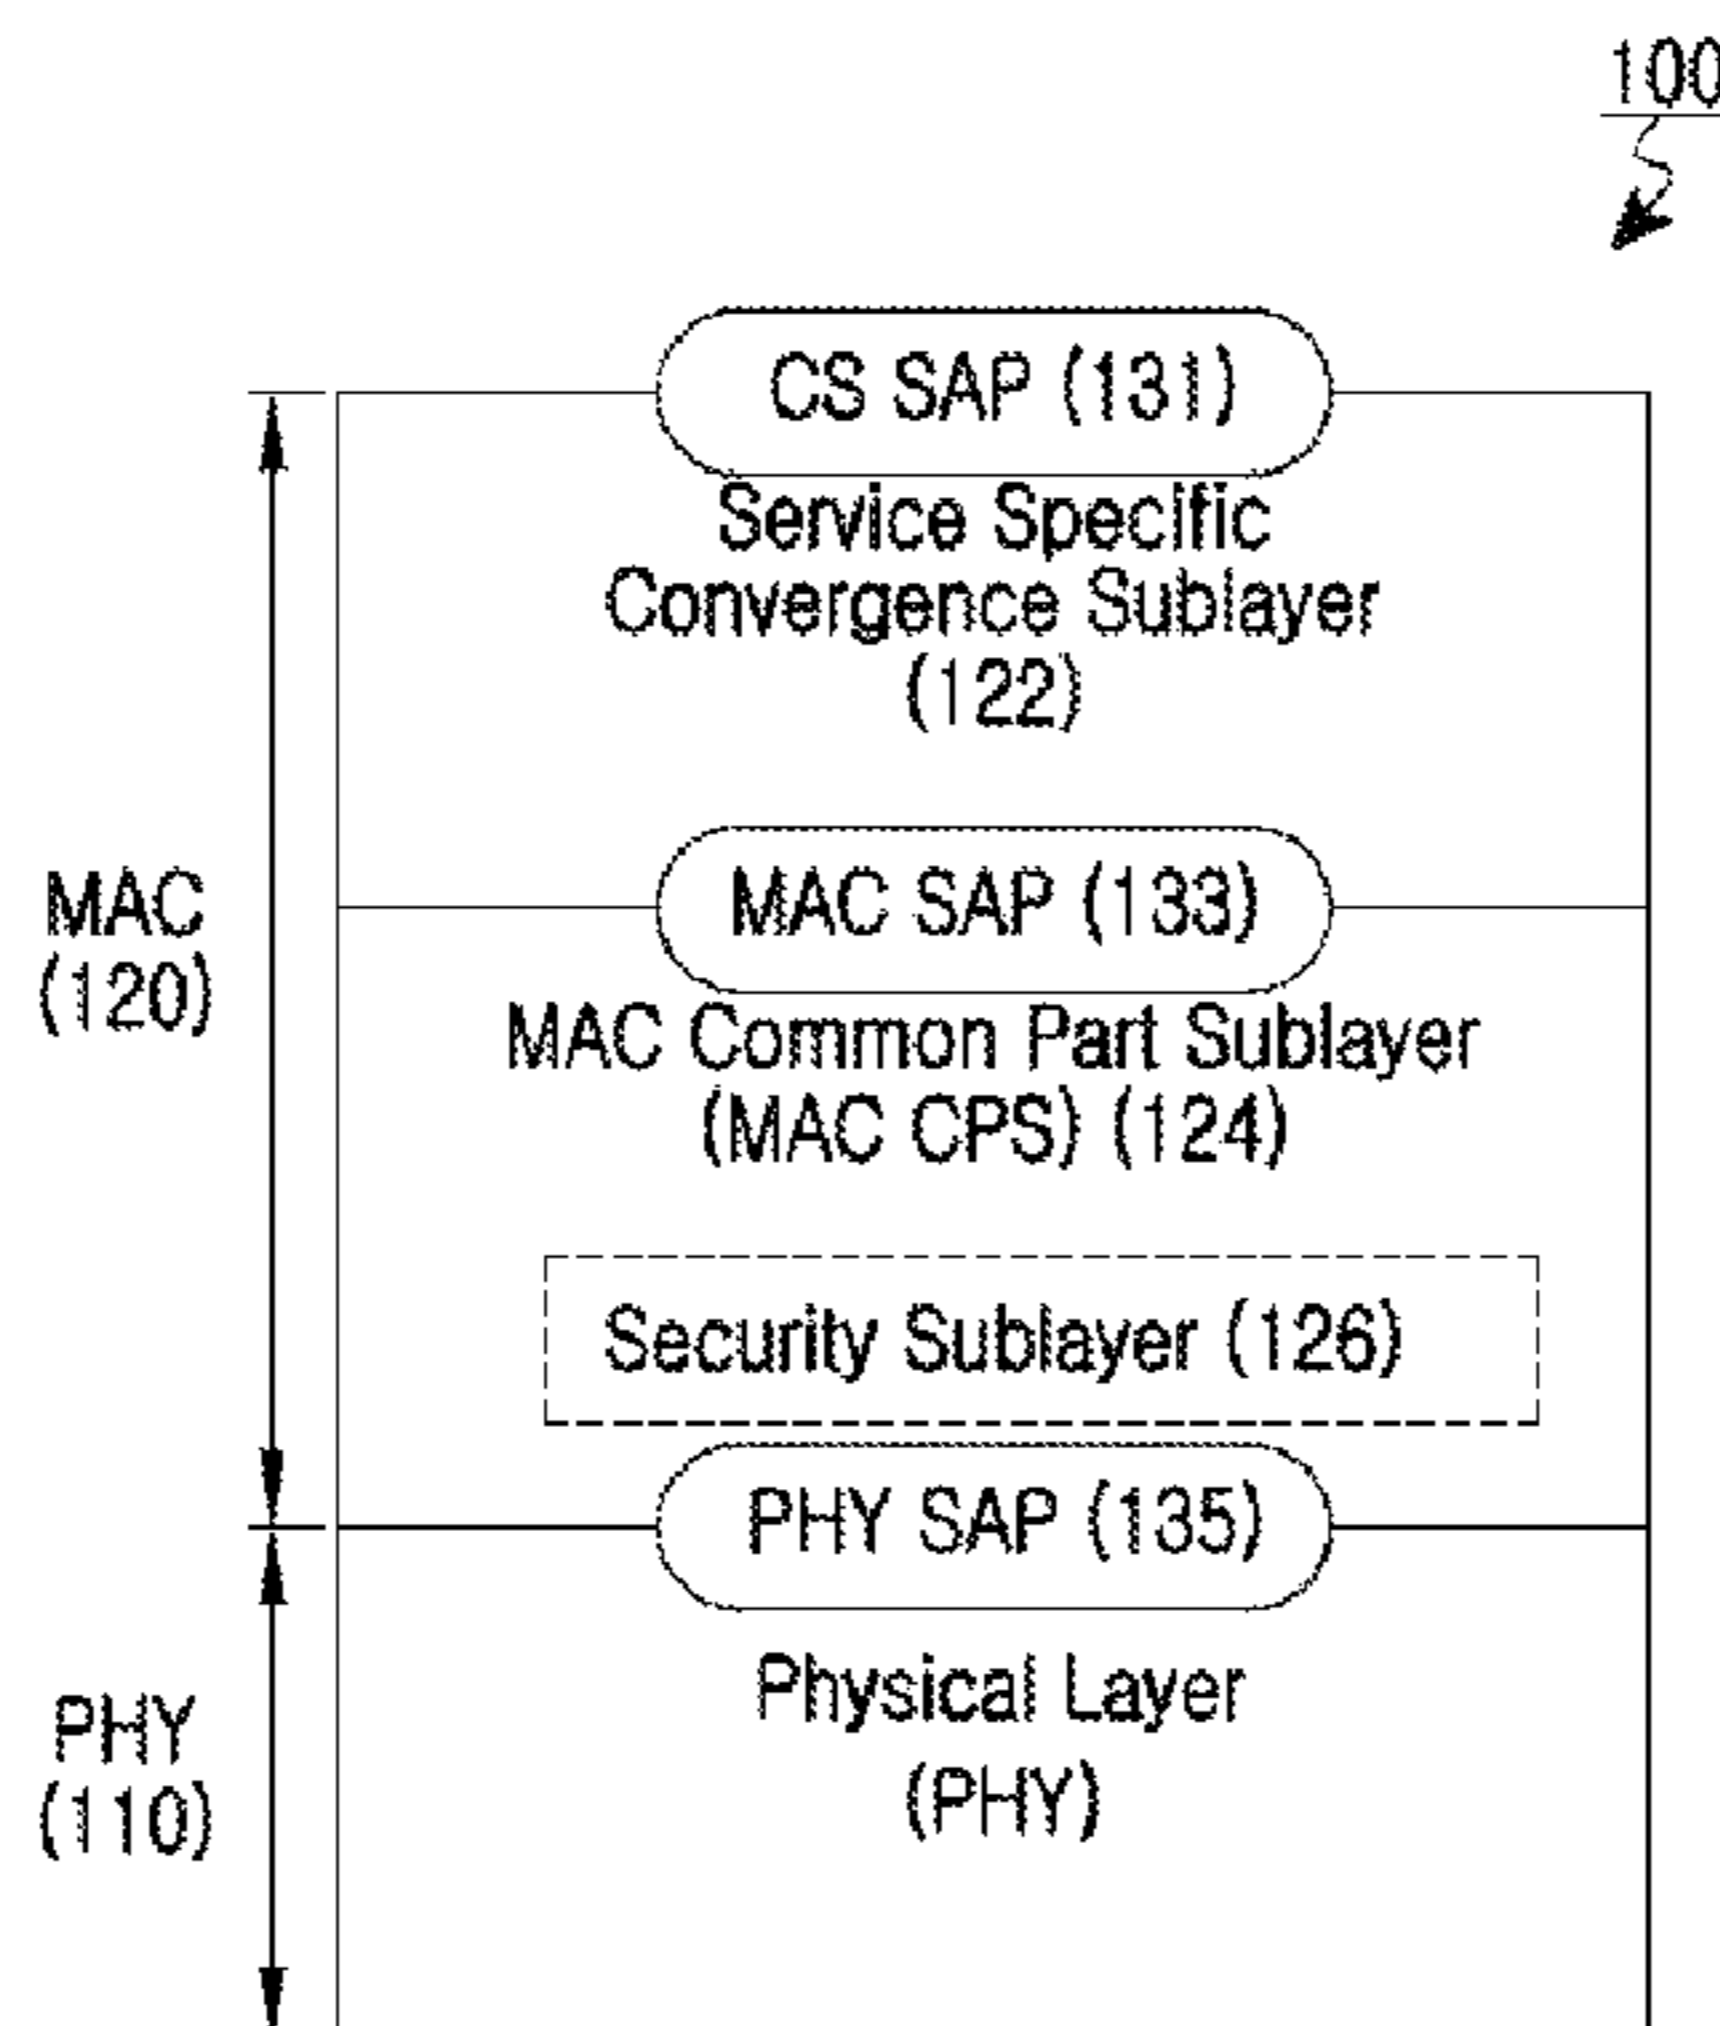 100
CS SAP (131)
Service Specific
Convergence Sublayer
(122)
MAC
(120)
MAC SAP (133)
MAC Common Part Sublayer
(MAC CPS) (124)
Security Sublayer (126)
PHY SAP (135)
PHY
(110)
Physical Layer
(PHY)